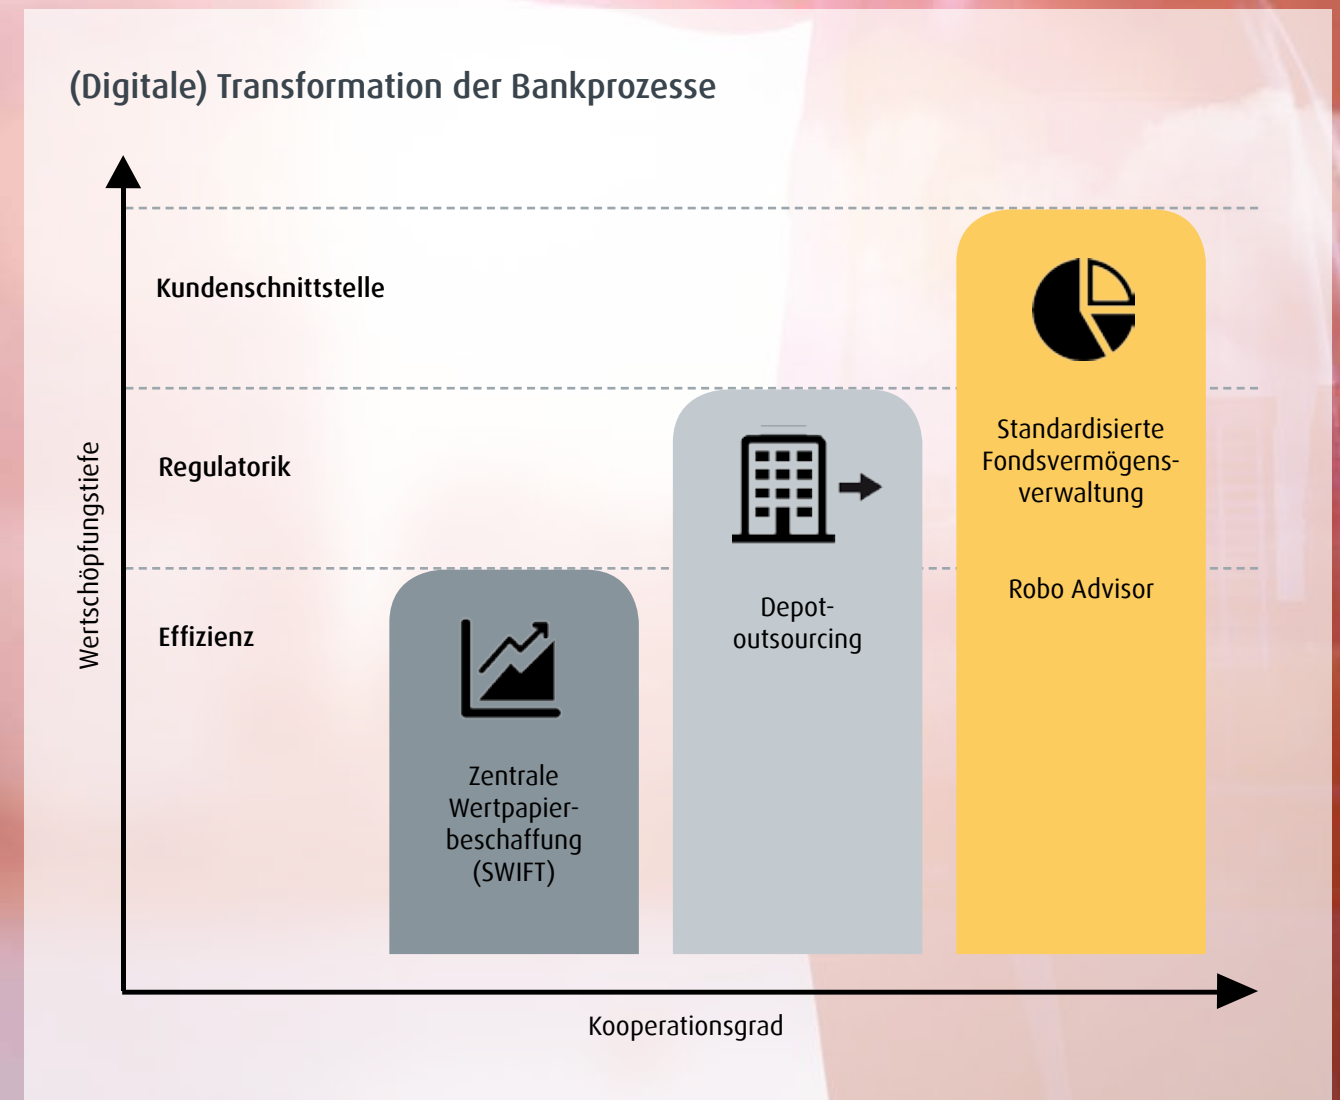 (Digitale) Transformation der Bankprozesse
Kundenschnittstelle
Regulatorik
Effizienz
Wertschöpfungstiefe
Zentrale
Wertpapier-
beschaffung
(SWIFT)
Depot-
outsourcing
Standardisierte
Fondsvermögens-
verwaltung
Robo Advisor
Kooperationsgrad